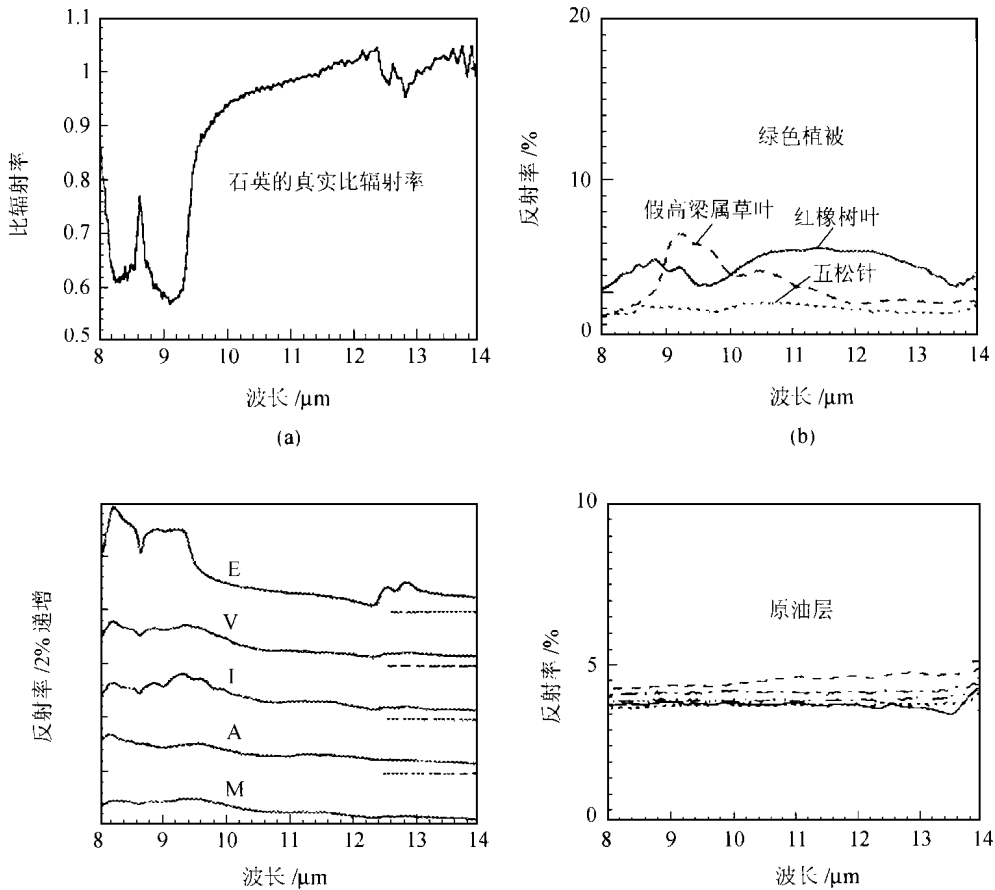 1.1
1
0.9
0.8
0.7
0.6
0.5
比辐射率
石英的真实比辐射率
8 9 10 11 12 13 14
波长 /μm
(a)
20
10
0
反射率 /%
绿色植被
假高粱属草叶
红橡树叶
五松针
8 9 10 11 12 13 14
波长 /μm
(b)
反射率 /2% 递增
E
V
I
A
M
8 9 10 11 12 13 14
波长 /μm
10
5
0
反射率 /%
原油层
8 9 10 11 12 13 14
波长 /μm